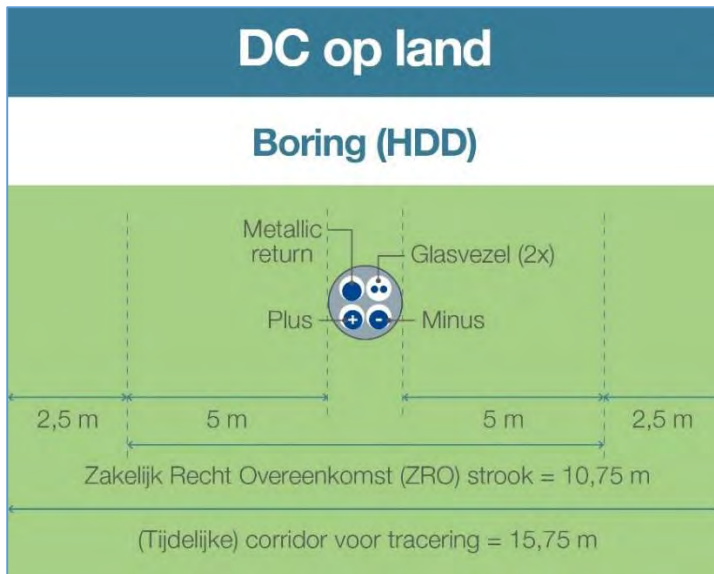 DC op land
Boring (HDD)
Metallic
return
Glasvezel (2x)
Plus
+
-
Minus
2,5 m
5 m
5 m
2,5 m
Zakelijk Recht Overeenkomst (ZRO) strook = 10,75 m
(Tijdelijke) corridor voor tracering = 15,75 m